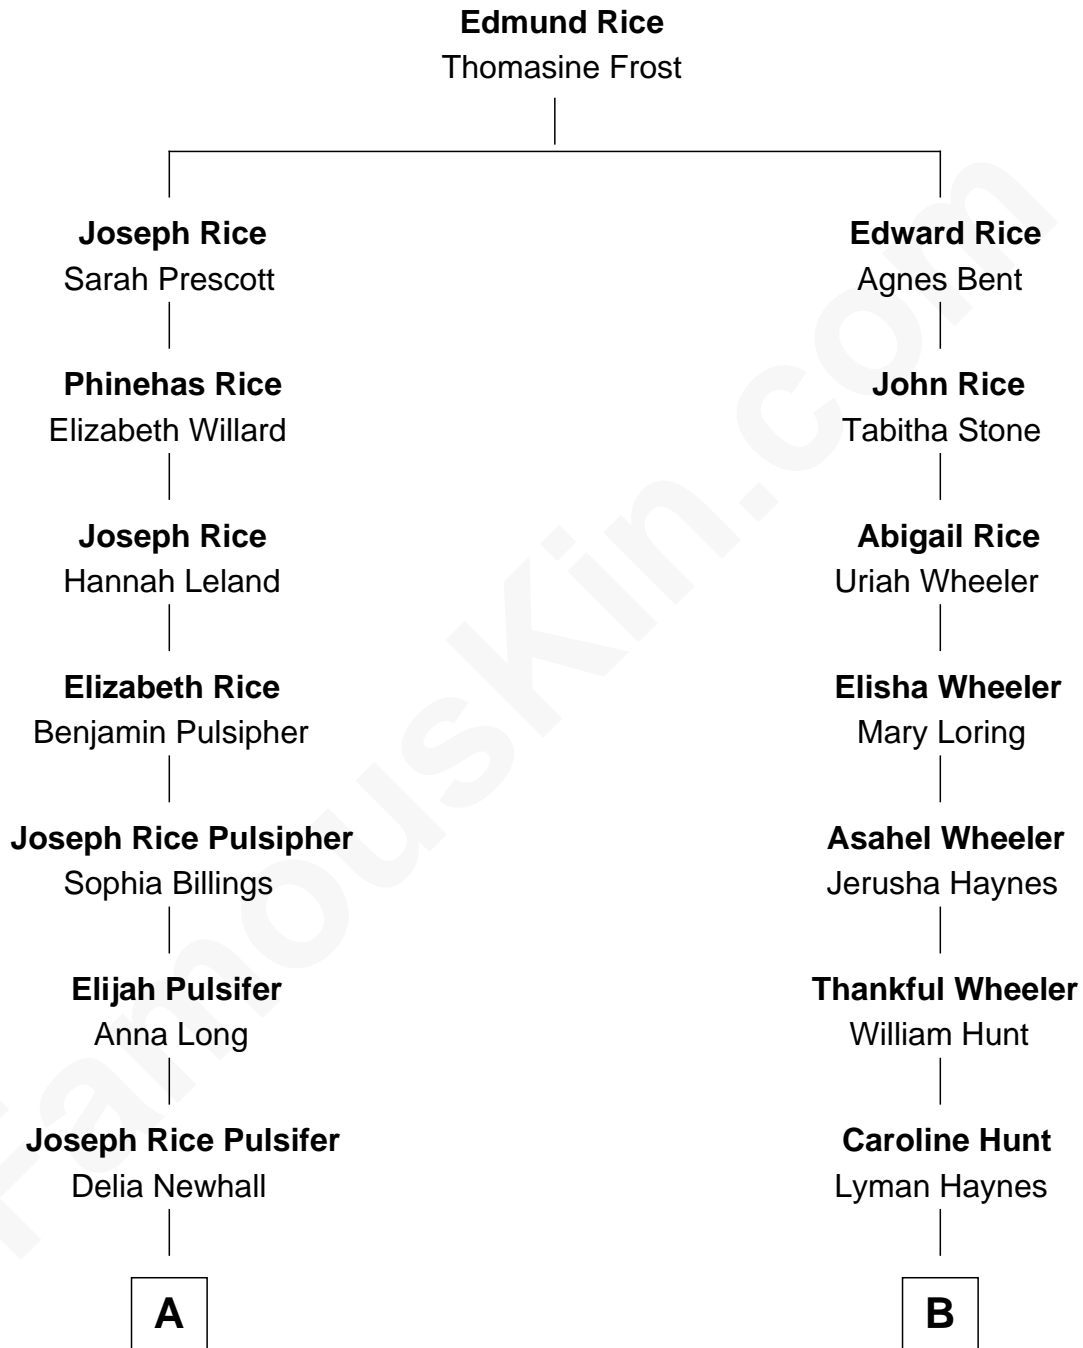 Edmund Rice
Thomasine Frost
Joseph Rice
Sarah Prescott
Edward Rice
Agnes Bent
Phinehas Rice
Elizabeth Willard
John Rice
Tabitha Stone
Joseph Rice
Hannah Leland
Abigail Rice
Uriah Wheeler
Elizabeth Rice
Benjamin Pulsipher
Elisha Wheeler
Mary Loring
Joseph Rice Pulsipher
Sophia Billings
Asahel Wheeler
Jerusha Haynes
Elijah Pulsifer
Anna Long
Thankful Wheeler
William Hunt
Joseph Rice Pulsifer
Delia Newhall
Caroline Hunt
Lyman Haynes
A
B
FamousKin.com